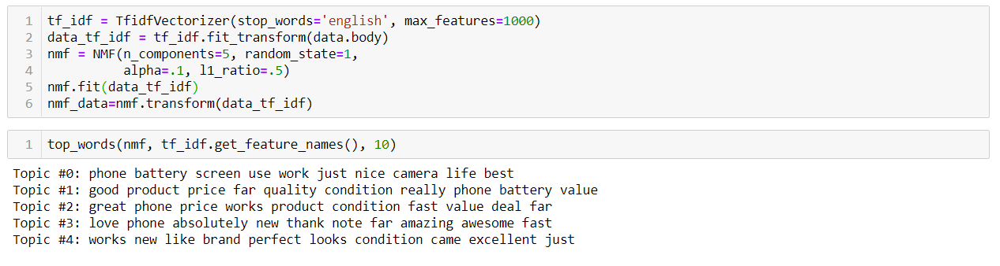 1 tf_idf = TfidfVectorizer(stop_words='english', max_features=1000)
2 data_tf_idf = tf_idf.fit_transform(data.body)
3 nmf = NMF(n_components=5, random_state=1,
4           alpha=.1, l1_ratio=.5)
5 nmf.fit(data_tf_idf)
6 nmf_data=nmf.transform(data_tf_idf)
1 top_words(nmf, tf_idf.get_feature_names(), 10)
Topic #0: phone battery screen use work just nice camera life best
Topic #1: good product price far quality condition really phone battery value
Topic #2: great phone price works product condition fast value deal far
Topic #3: love phone absolutely new thank note far amazing awesome fast
Topic #4: works new like brand perfect looks condition came excellent just